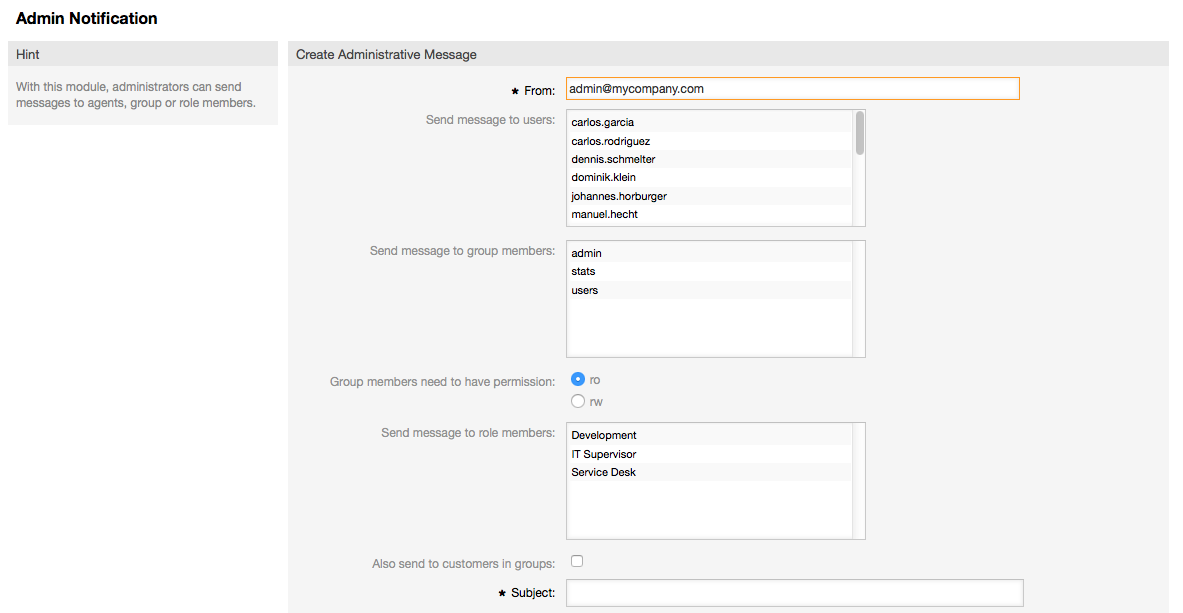 Admin Notification
Hint
With this module, administrators can send
messages to agents, group or role members.
Create Administrative Message
★ From: admin@mycompany.com
Send message to users:
carlos.garcia
carlos.rodriguez
dennis.schmelter
dominik.klein
johannes.horburger
manuel.hecht
Send message to group members:
admin
stats
users
Group members need to have permission: ro
rw
Send message to role members:
Development
IT Supervisor
Service Desk
Also send to customers in groups:
★ Subject: